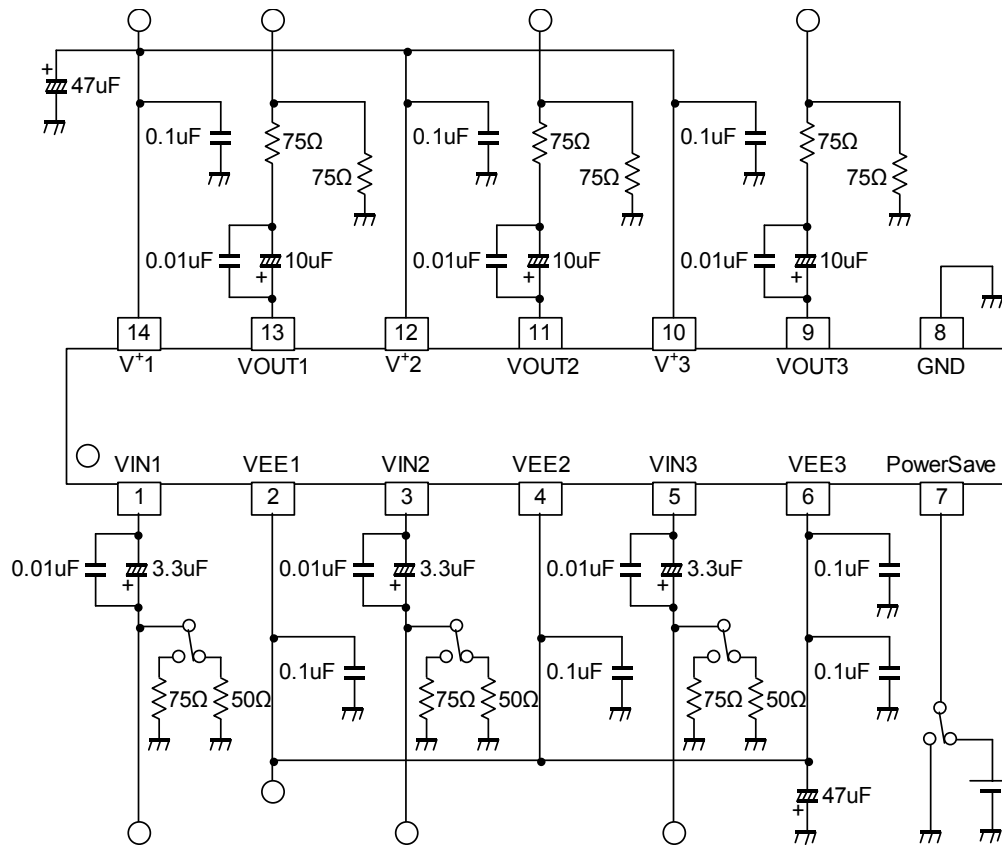 + 47uF
0.1uF 75Ω 0.1uF 75Ω 0.1uF 75Ω
75Ω 75Ω 75Ω
0.01uF + 10uF 0.01uF + 10uF 0.01uF + 10uF
14 13 12 11 10 9 8
V+1 VOUT1 V+2 VOUT2 V+3 VOUT3 GND
VIN1 VEE1 VIN2 VEE2 VIN3 VEE3 PowerSave
1 2 3 4 5 6 7
0.01uF + 3.3uF 0.01uF + 3.3uF 0.01uF + 3.3uF 0.1uF
75Ω 50Ω 0.1uF 75Ω 50Ω 0.1uF 75Ω 50Ω 0.1uF
+ 47uF